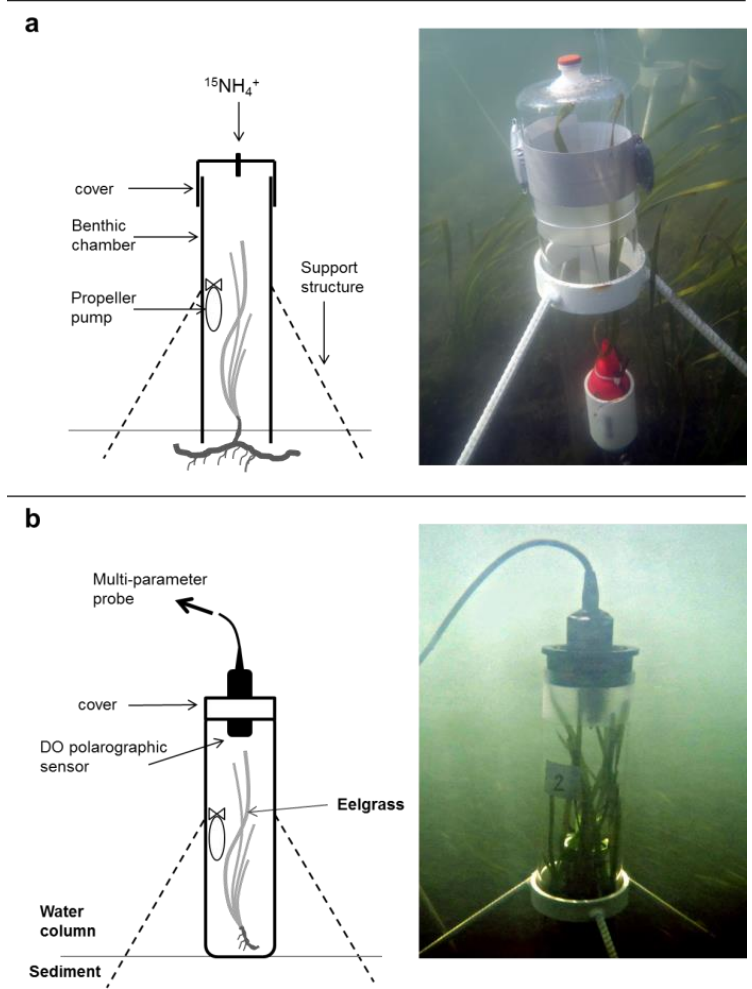 a
¹⁵NH₄⁺
cover
Benthic
chamber
Support
structure
Propeller
pump
b
Multi-parameter
probe
cover
DO polarographic
sensor
Eelgrass
2
Water
column
Sediment